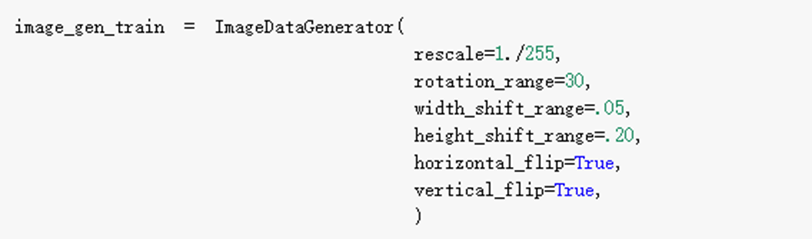 image_gen_train = ImageDataGenerator(
rescale=1./255,
rotation_range=30,
width_shift_range=.05,
height_shift_range=.20,
horizontal_flip=True,
vertical_flip=True,
)